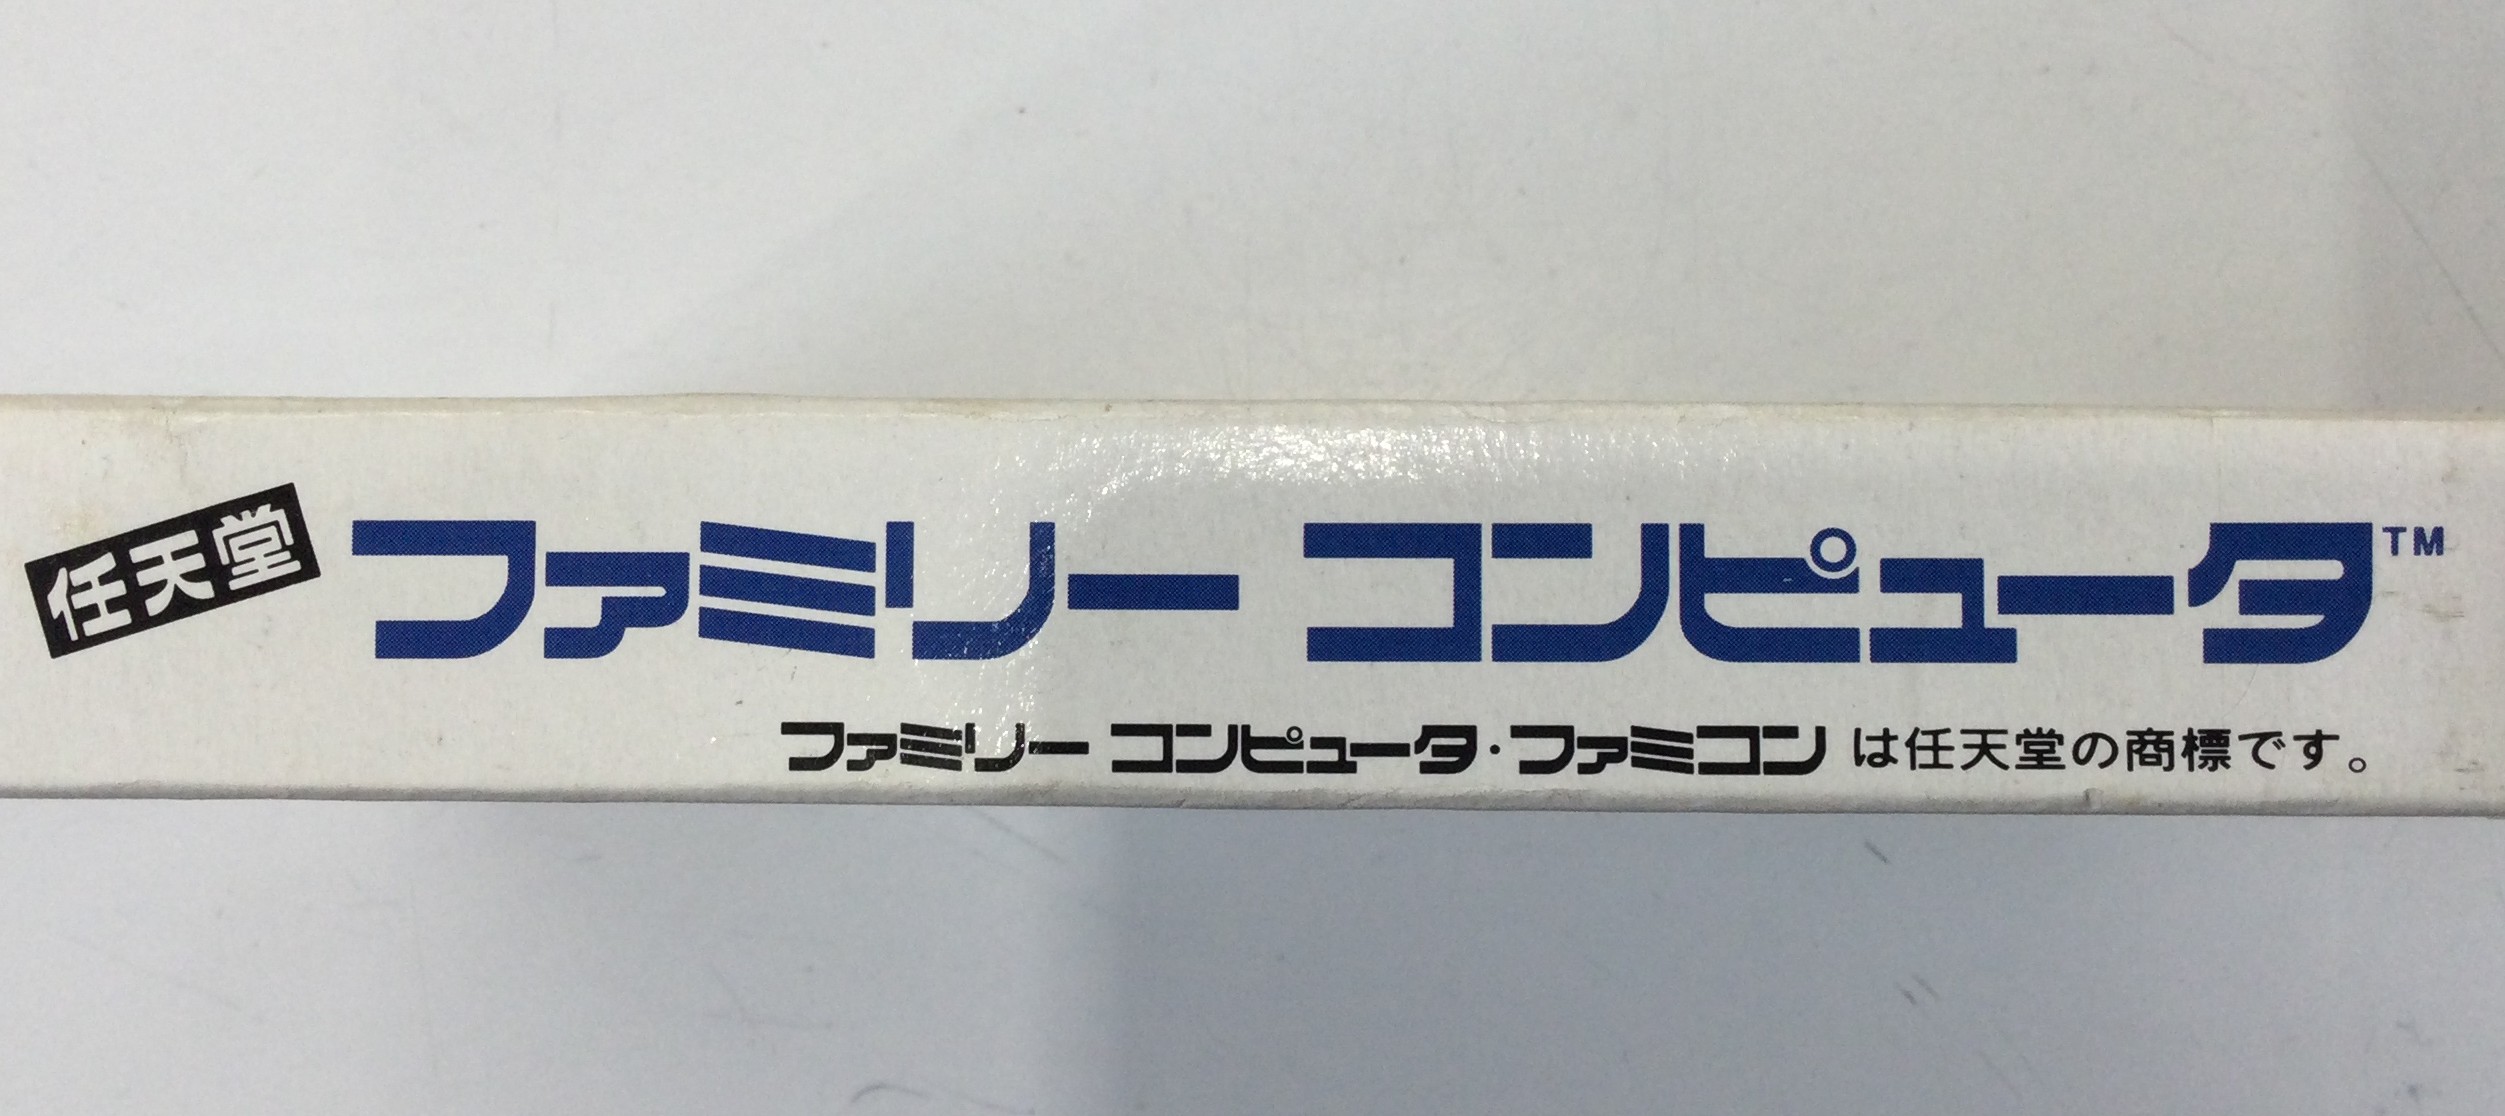 任天堂 ファミリー コンピュータ™
ファミリー コンピュータ・ファミコン は任天堂の商標です。